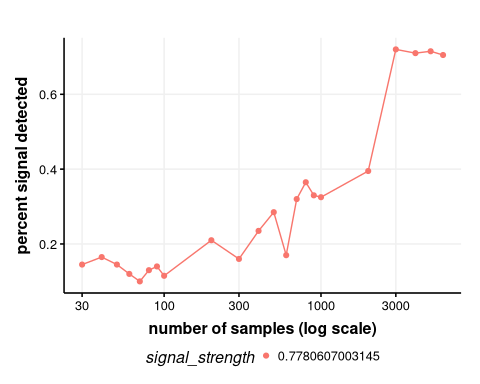 percent signal detected
0.6
0.4
0.2
30
100
300
1000
3000
number of samples (log scale)
signal_strength 0.7780607003145